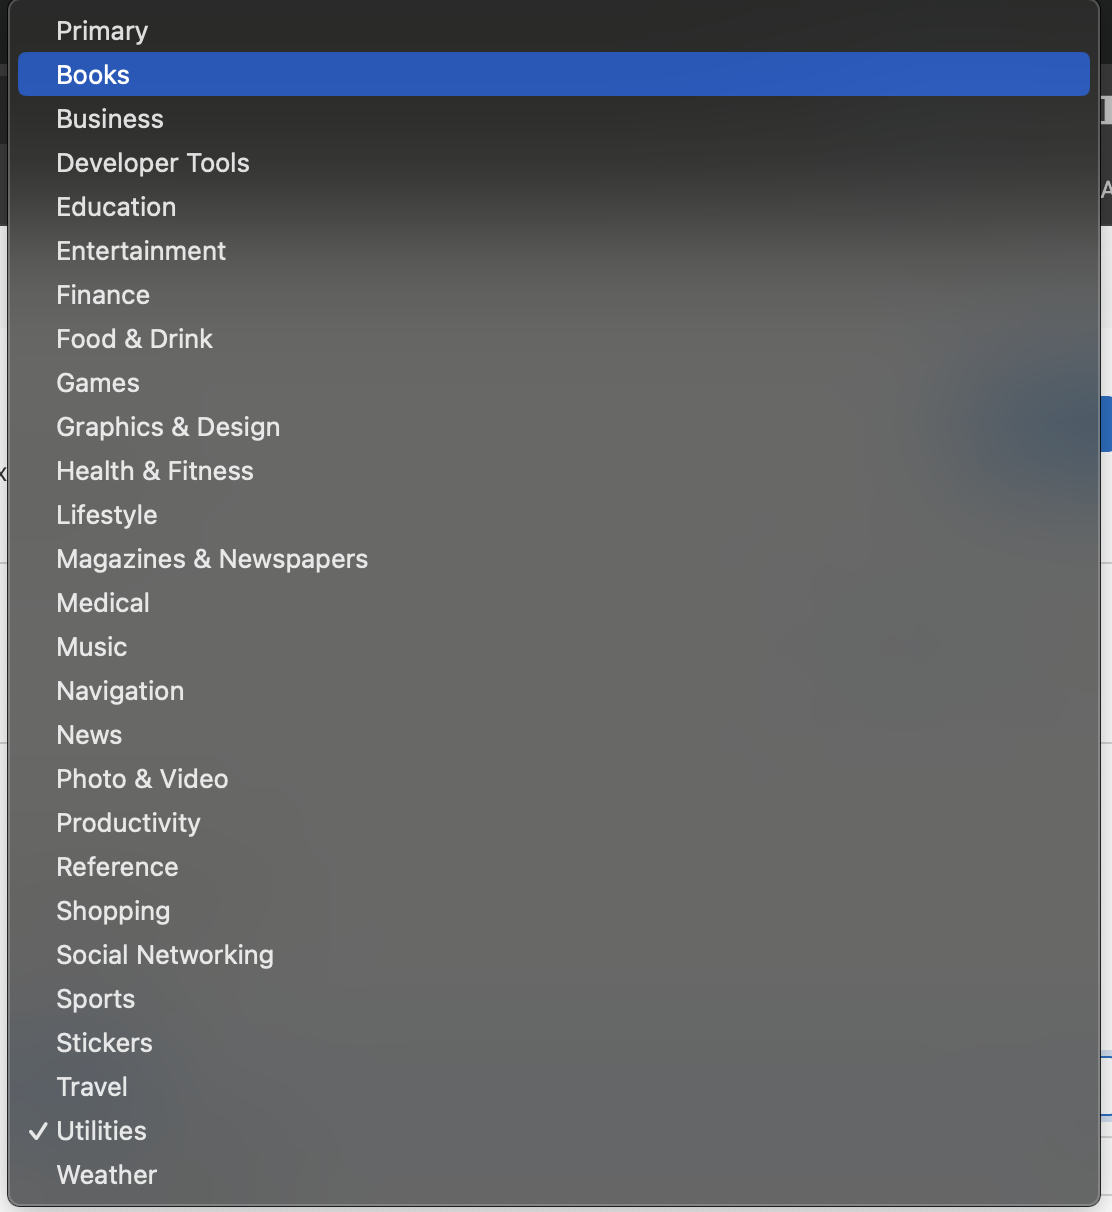 Primary
Books
Business
Developer Tools
Education
Entertainment
Finance
Food & Drink
Games
Graphics & Design
Health & Fitness
Lifestyle
Magazines & Newspapers
Medical
Music
Navigation
News
Photo & Video
Productivity
Reference
Shopping
Social Networking
Sports
Stickers
Travel
✓ Utilities
Weather